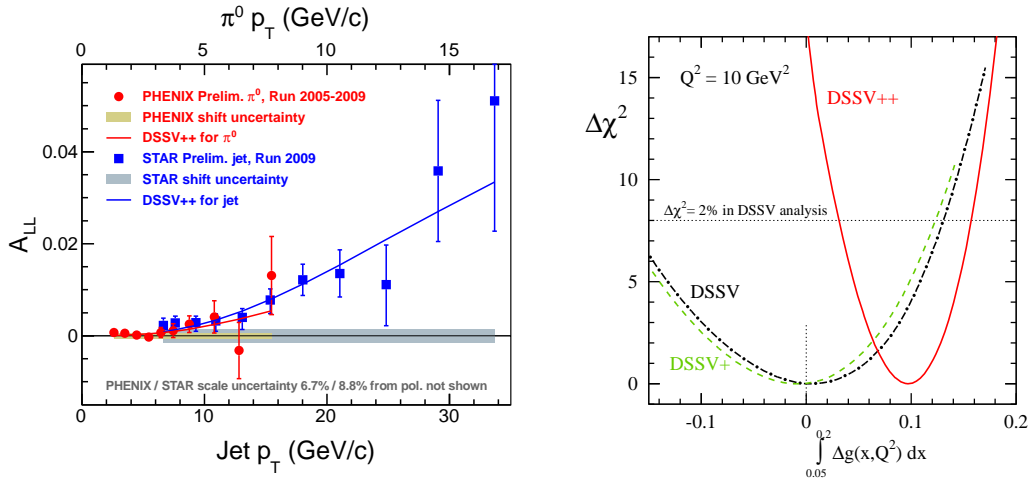 π⁰ p_T (GeV/c)
0 5 10 15
PHENIX Prelim. π⁰, Run 2005-2009
PHENIX shift uncertainty
DSSV++ for π⁰
STAR Prelim. jet, Run 2009
STAR shift uncertainty
DSSV++ for jet
A_LL
0.04
0.02
0
PHENIX / STAR scale uncertainty 6.7% / 8.8% from pol. not shown
0 10 20 30
Jet p_T (GeV/c)
Q² = 10 GeV²
DSSV++
Δχ²
15
10
5
0
Δχ²= 2% in DSSV analysis
DSSV
DSSV+
-0.1 0 0.1 0.2
0.2
∫ Δg(x,Q²) dx
0.05